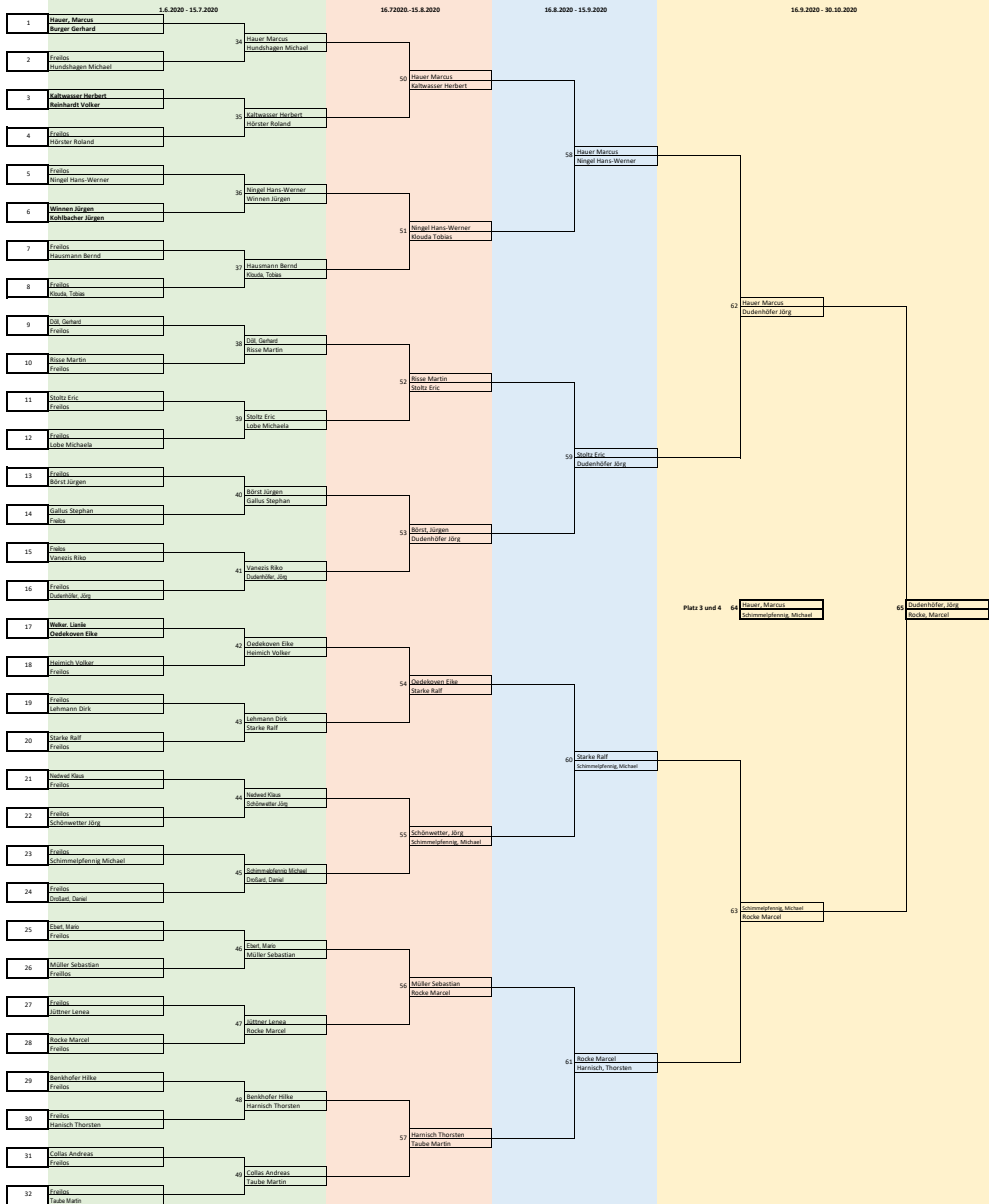 1.6.2020 - 15.7.2020
16.72020.-15.8.2020
16.8.2020 - 15.9.2020
16.9.2020 - 30.10.2020
1
Hauer, Marcus
Burger Gerhard
2
Freilos
Hundshagen Michael
3
Kaltwasser Herbert
Reinhardt Volker
4
Freilos
Hörster Roland
5
Freilos
Ningel Hans-Werner
6
Winnen Jürgen
Kohlbacher Jürgen
7
Freilos
Hausmann Bernd
8
Freilos
Klouda, Tobias
9
Döll, Gerhard
Freilos
10
Risse Martin
Freilos
11
Stoltz Eric
Freilos
12
Freilos
Lobe Michaela
13
Freilos
Börst Jürgen
14
Gallus Stephan
Freilos
15
Freilos
Vanezis Riko
16
Freilos
Dudenhöfer, Jörg
17
Welker, Lianile
Oedekoven Eike
18
Heimich Volker
Freilos
19
Freilos
Lehmann Dirk
20
Starke Ralf
Freilos
21
Nedwed Klaus
Freilos
22
Freilos
Schönwetter Jörg
23
Freilos
Schimmelpfennig Michael
24
Freilos
Droßard, Daniel
25
Ebert, Mario
Freilos
26
Müller Sebastian
Freillos
27
Freilos
Jüttner Lenea
28
Rocke Marcel
Freilos
29
Benkhofer Hilke
Freilos
30
Freilos
Hanisch Thorsten
31
Collas Andreas
Freilos
32
Freilos
Taube Martin
34
Hauer Marcus
Hundshagen Michael
35
Kaltwasser Herbert
Hörster Roland
36
Ningel Hans-Werner
Winnen Jürgen
37
Hausmann Bernd
Klouda, Tobias
38
Döll, Gerhard
Risse Martin
39
Stoltz Eric
Lobe Michaela
40
Börst Jürgen
Gallus Stephan
41
Vanezis Riko
Dudenhöfer, Jörg
42
Oedekoven Eike
Heimich Volker
43
Lehmann Dirk
Starke Ralf
44
Nedwed Klaus
Schönwetter Jörg
45
Schimmelpfennig Michael
Droßard, Daniel
46
Ebert, Mario
Müller Sebastian
47
Jüttner Lenea
Rocke Marcel
48
Benkhofer Hilke
Harnisch Thorsten
49
Collas Andreas
Taube Martin
50
Hauer Marcus
Kaltwasser Herbert
51
Ningel Hans-Werner
Klouda Tobias
52
Risse Martin
Stoltz Eric
53
Börst, Jürgen
Dudenhöfer Jörg
54
Oedekoven Eike
Starke Ralf
55
Schönwetter, Jörg
Schimmelpfennig, Michael
56
Müller Sebastian
Rocke Marcel
57
Harnisch Thorsten
Taube Martin
58
Hauer Marcus
Ningel Hans-Werner
59
Stoltz Eric
Dudenhöfer Jörg
60
Starke Ralf
Schimmelpfennig, Michael
61
Rocke Marcel
Harnisch, Thorsten
62
Hauer Marcus
Dudenhöfer Jörg
63
Schimmelpfennig, Michael
Rocke Marcel
Platz 3 und 4
64
Hauer, Marcus
Schimmelpfennig, Michael
65
Dudenhöfer, Jörg
Rocke, Marcel